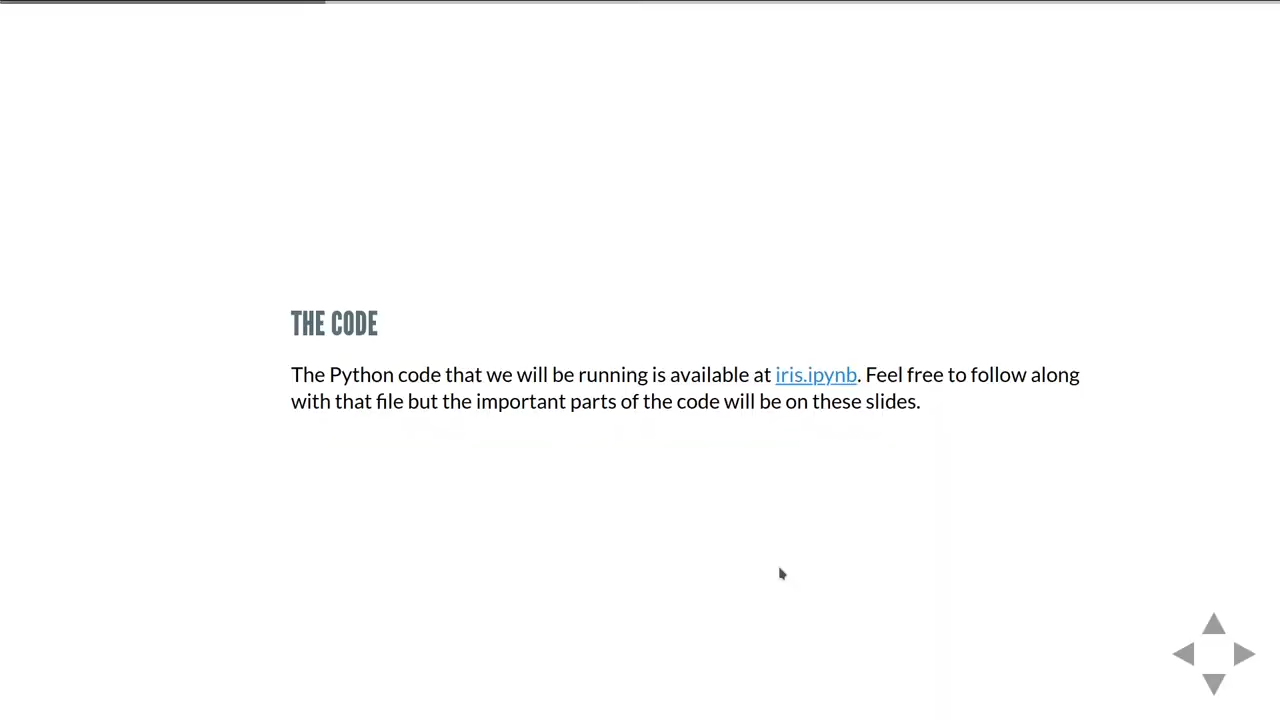 THE CODE
The Python code that we will be running is available at iris.ipynb. Feel free to follow along
with that file but the important parts of the code will be on these slides.